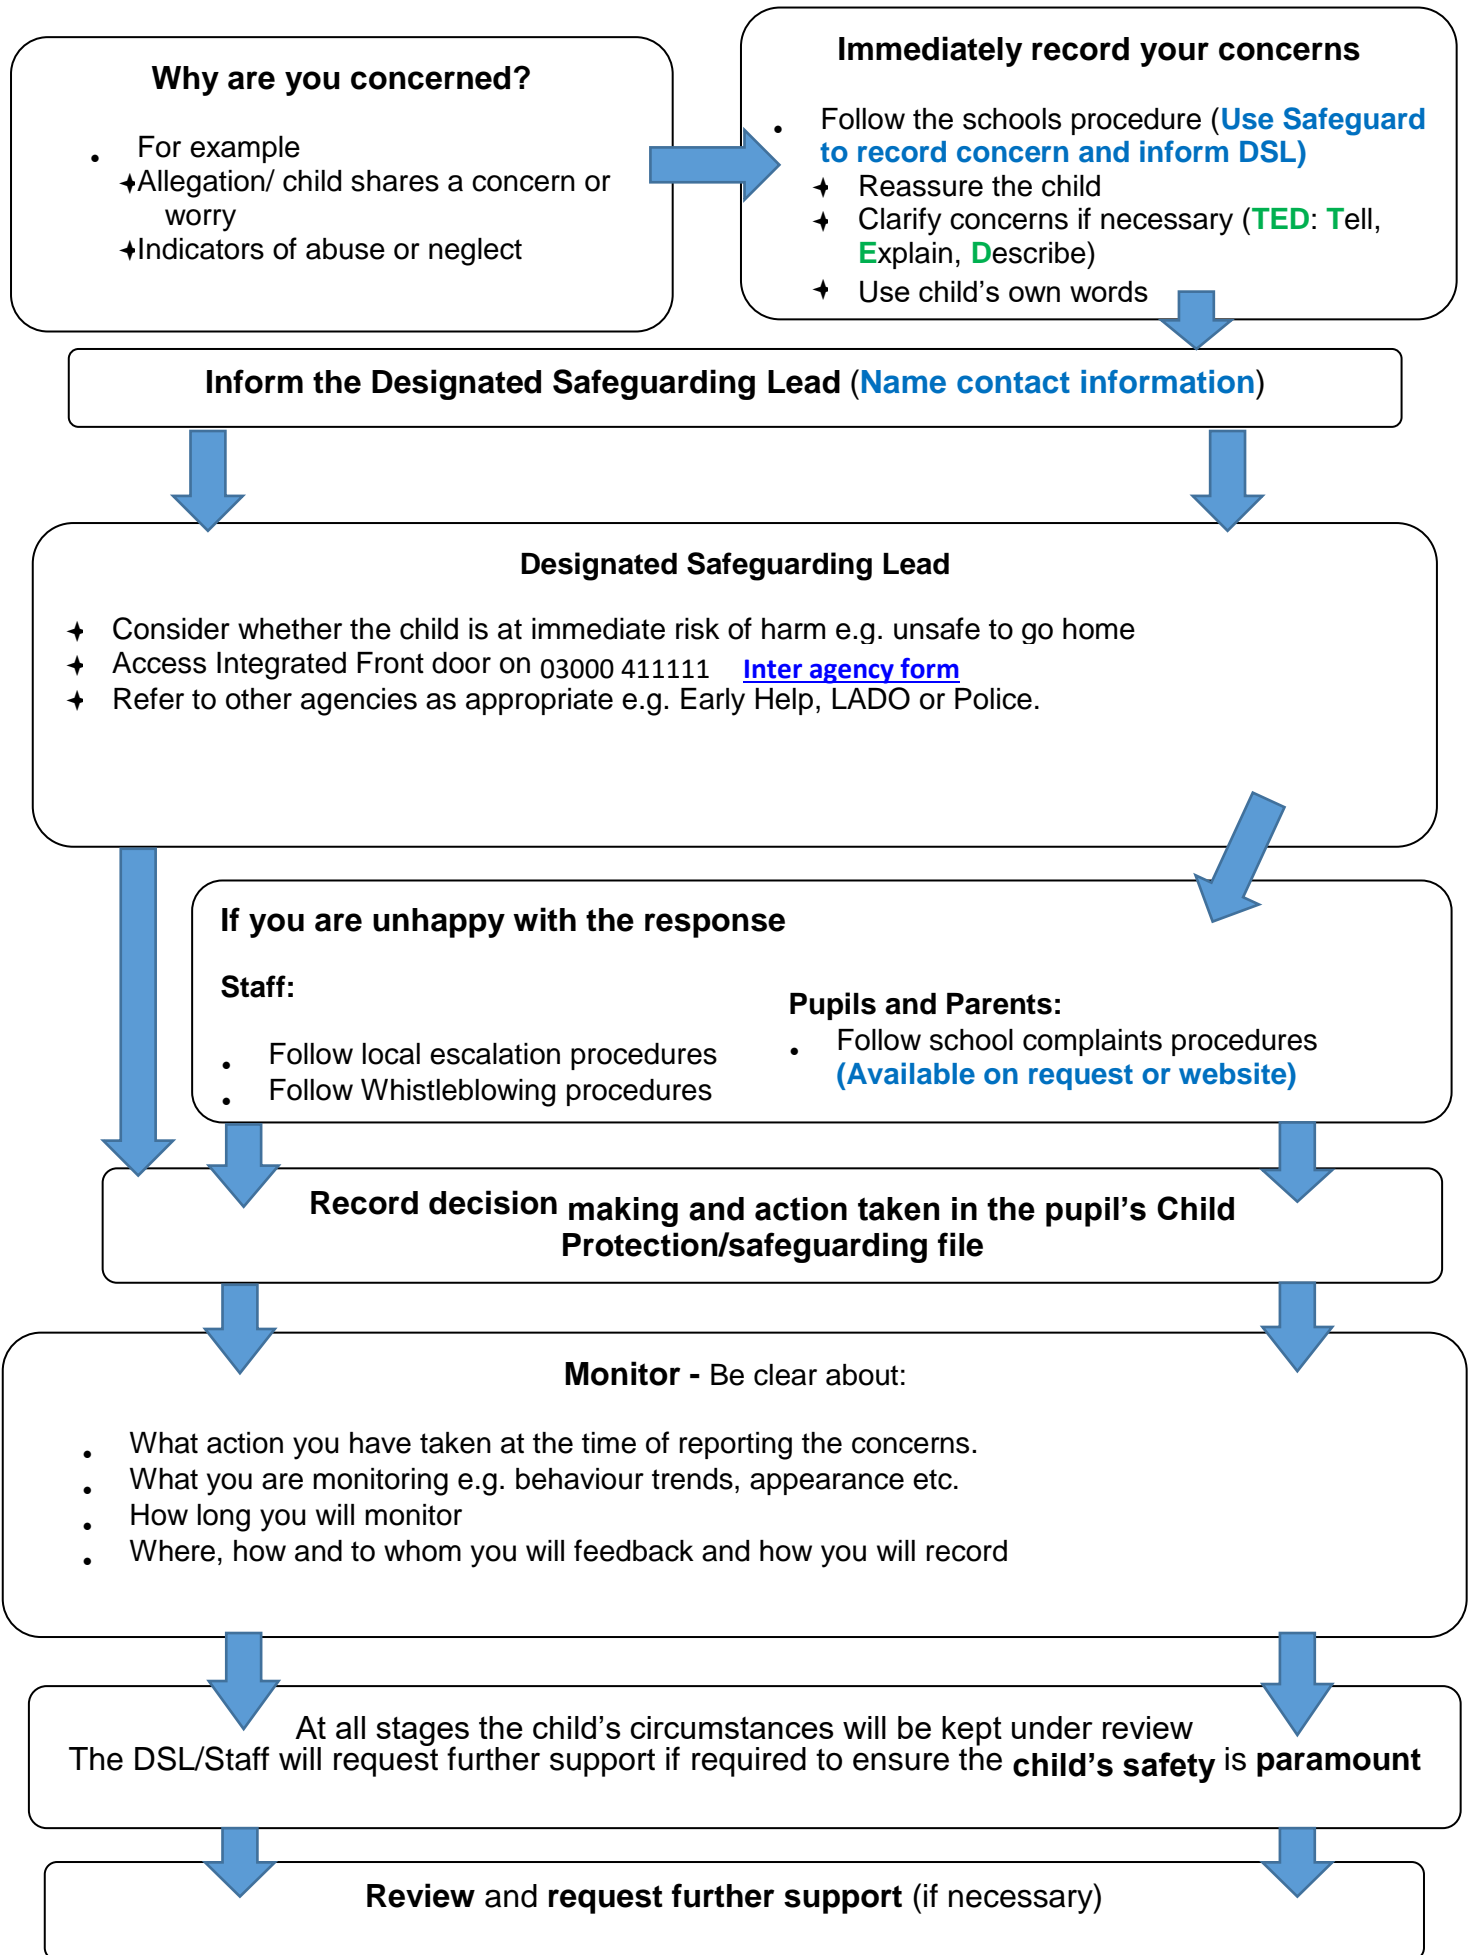 Why are you concerned?
• For example
Allegation/ child shares a concern or
worry
Indicators of abuse or neglect
Immediately record your concerns
• Follow the schools procedure (Use Safeguard
to record concern and inform DSL)
Reassure the child
Clarify concerns if necessary (TED: Tell,
Explain, Describe)
Use child’s own words
Inform the Designated Safeguarding Lead (Name contact information)
Designated Safeguarding Lead
Consider whether the child is at immediate risk of harm e.g. unsafe to go home
Access Integrated Front door on 03000 411111 Inter agency form
Refer to other agencies as appropriate e.g. Early Help, LADO or Police.
If you are unhappy with the response
Staff:
• Follow local escalation procedures
• Follow Whistleblowing procedures
Pupils and Parents:
• Follow school complaints procedures
(Available on request or website)
Record decision making and action taken in the pupil’s Child
Protection/safeguarding file
Monitor - Be clear about:
• What action you have taken at the time of reporting the concerns.
• What you are monitoring e.g. behaviour trends, appearance etc.
• How long you will monitor
• Where, how and to whom you will feedback and how you will record
At all stages the child’s circumstances will be kept under review
The DSL/Staff will request further support if required to ensure the child’s safety is paramount
Review and request further support (if necessary)